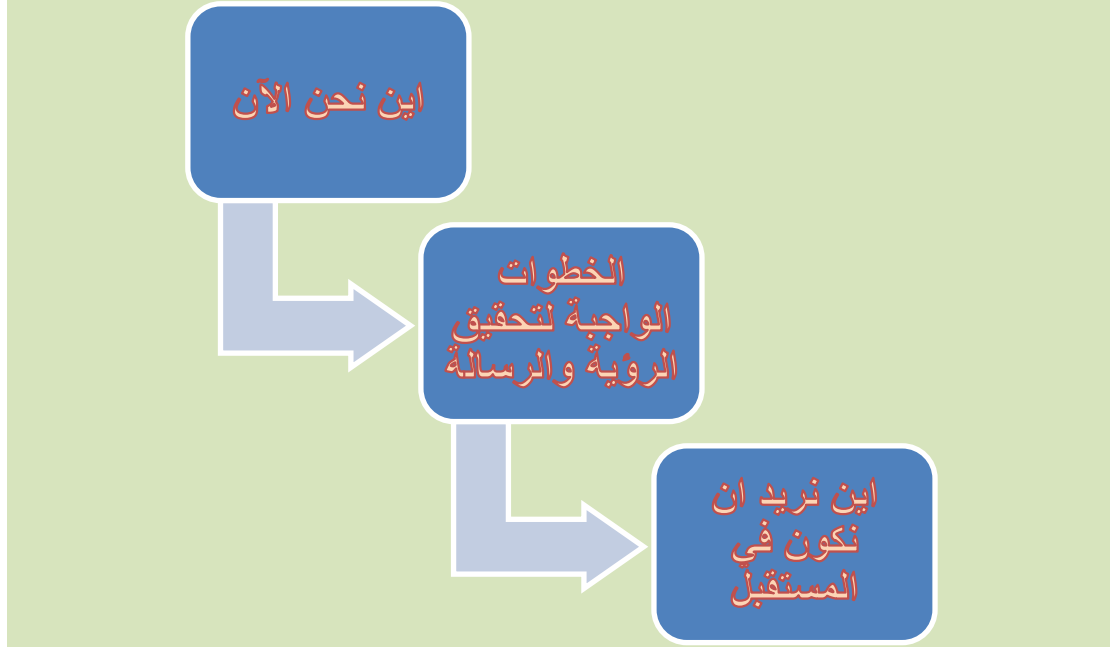 اين نحن الآن
الخطوات
الواجبة لتحقيق
الرؤية والرسالة
اين نريد ان
نكون في
المستقبل